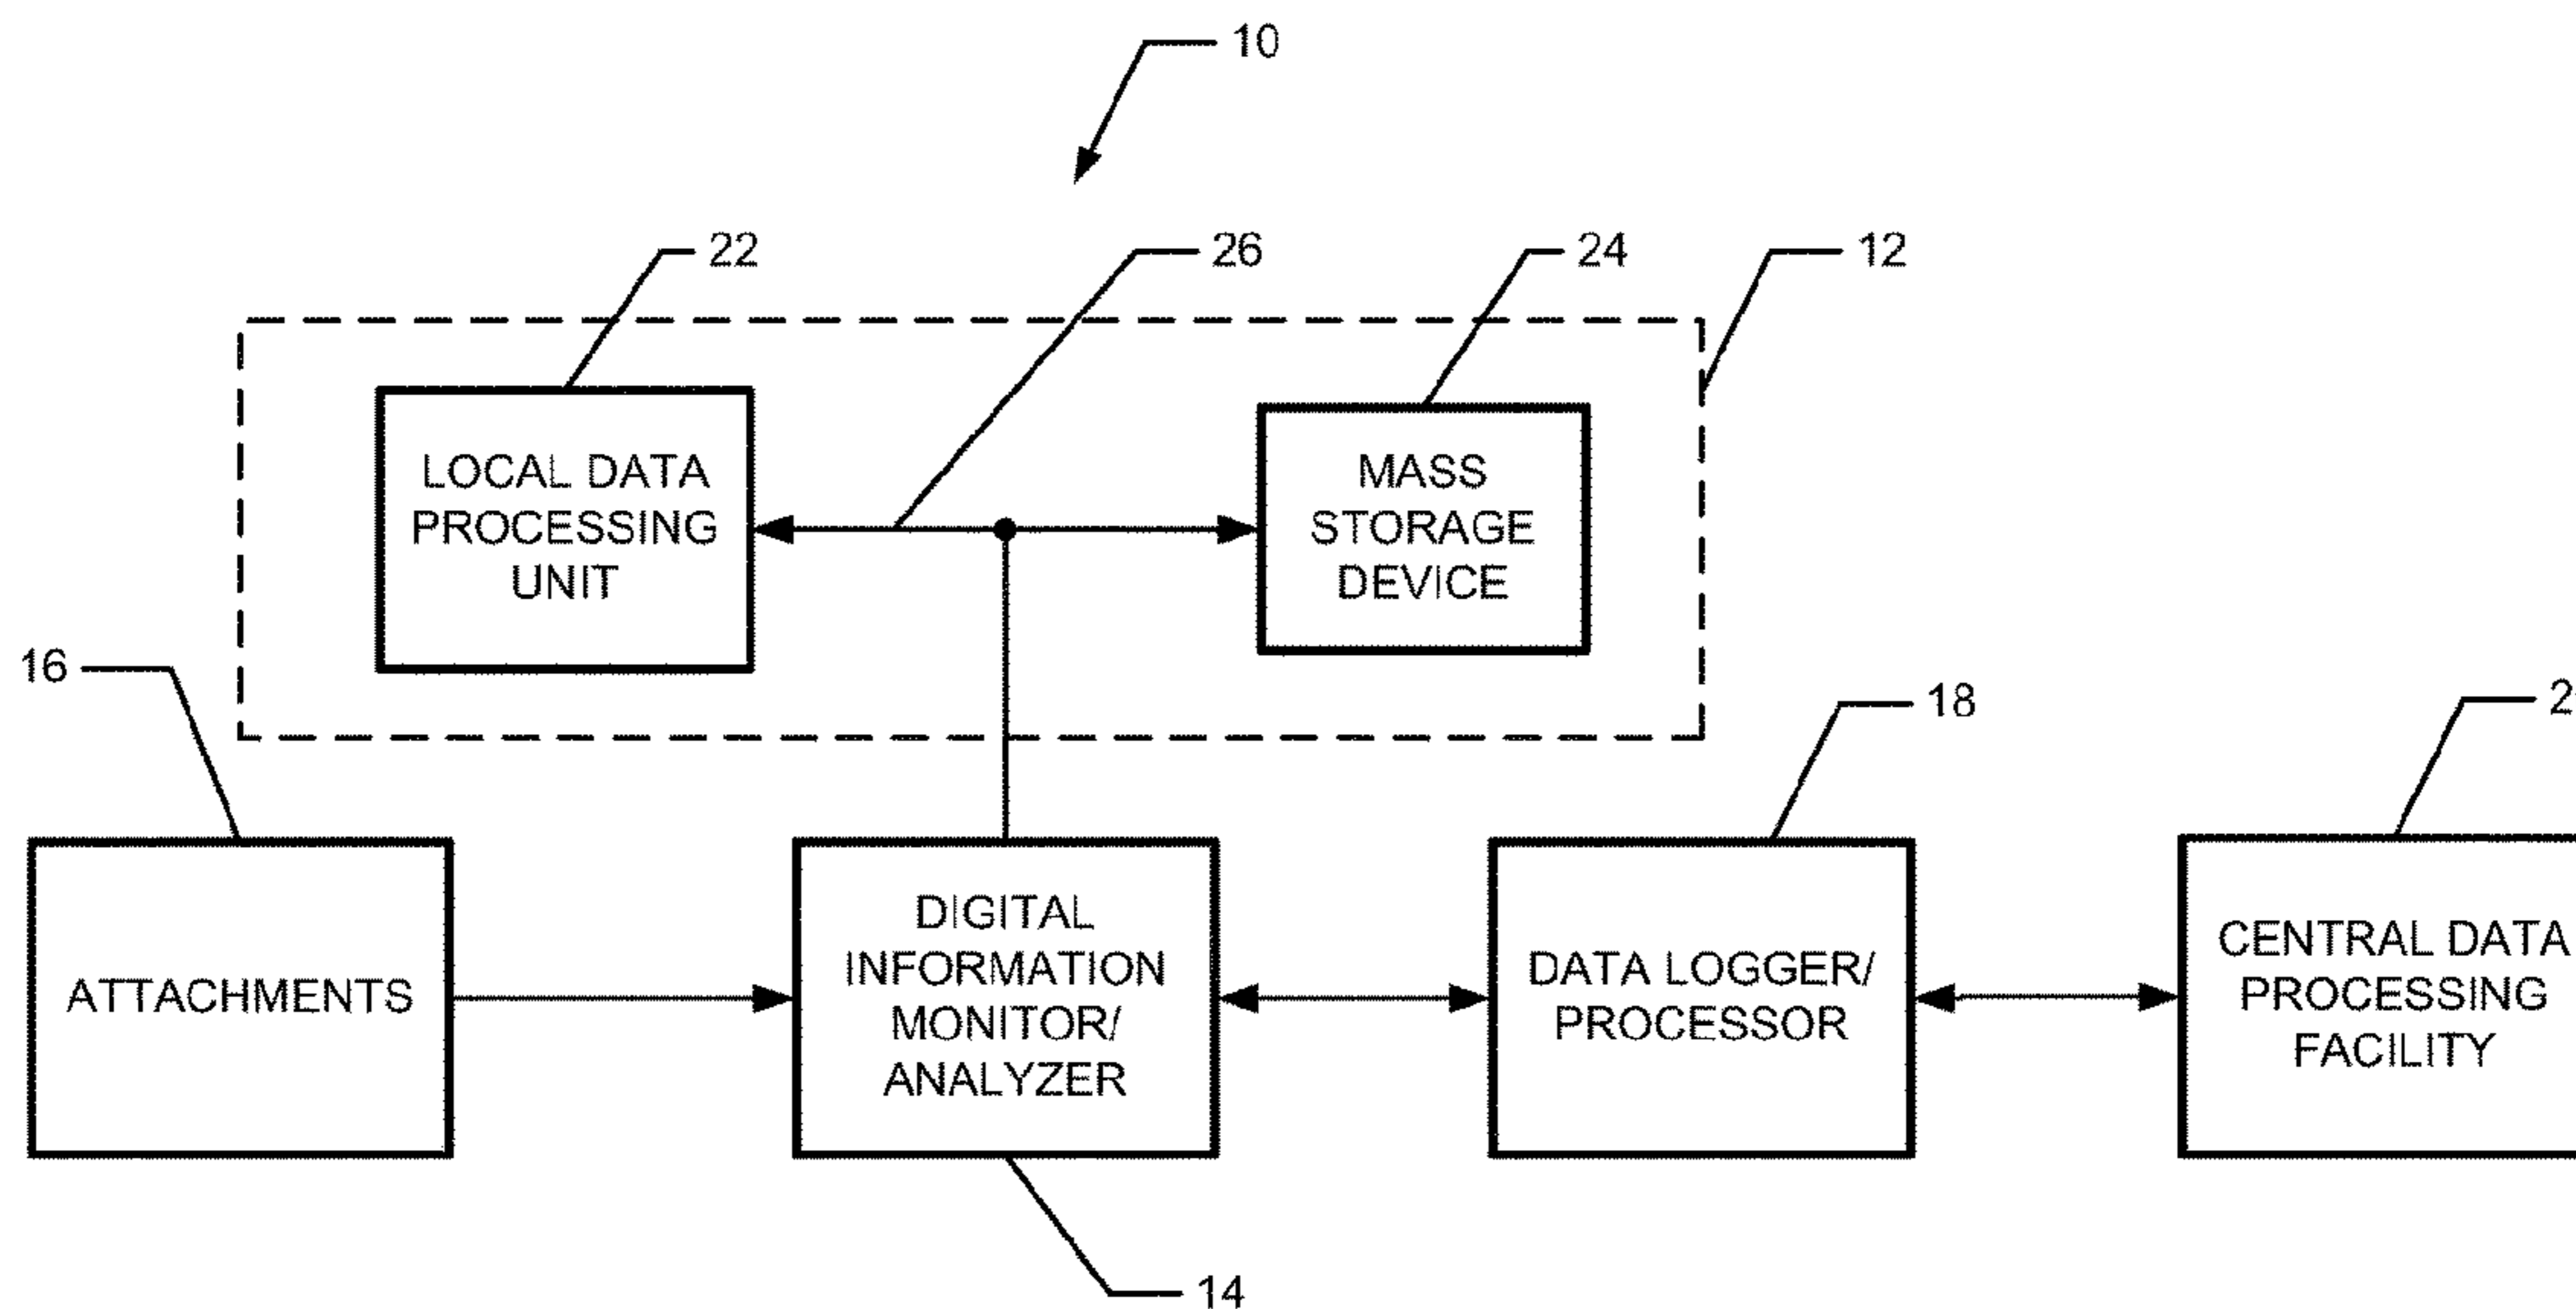 10
22
26
24
12
LOCAL DATA
PROCESSING
UNIT
MASS
STORAGE
DEVICE
16
18
ATTACHMENTS
DIGITAL
INFORMATION
MONITOR/
ANALYZER
DATA LOGGER/
PROCESSOR
CENTRAL DATA
PROCESSING
FACILITY
14